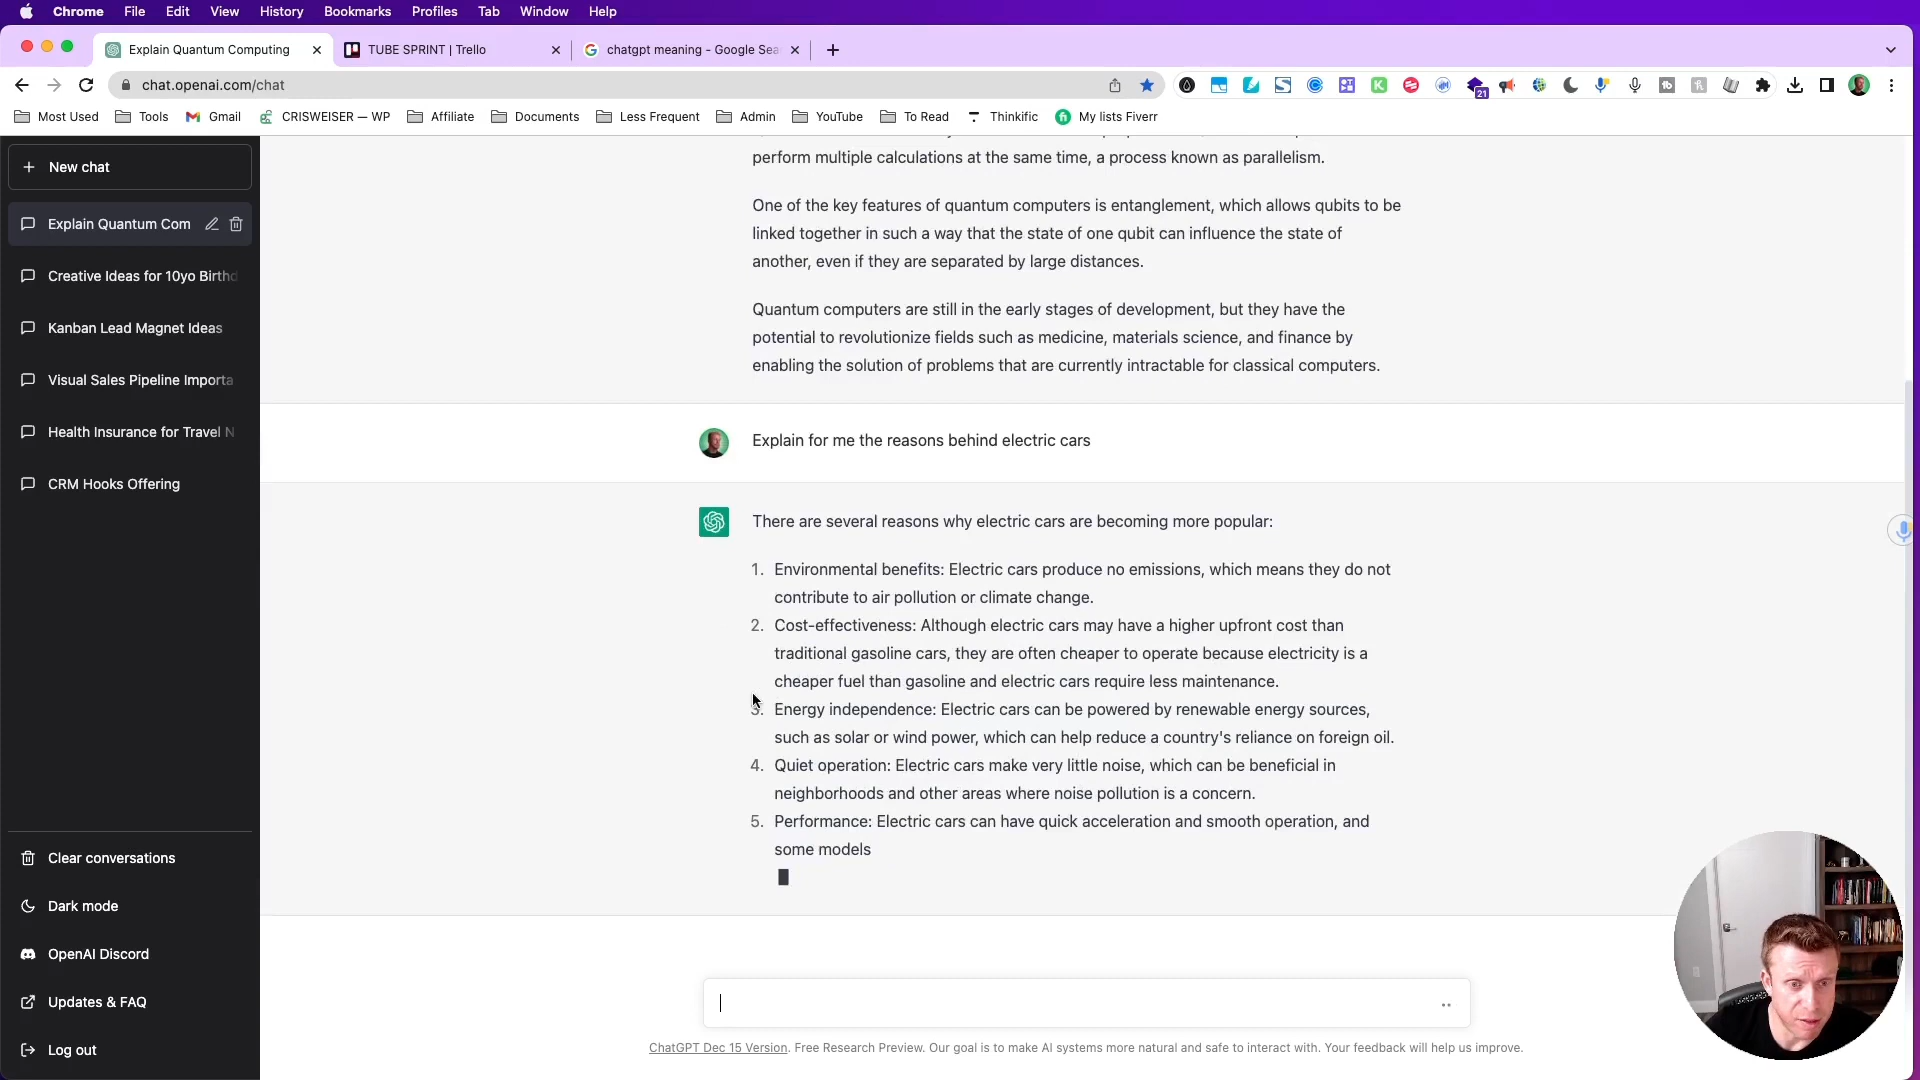 Chrome File Edit View History Bookmarks Profiles Tab Window Help
Explain Quantum Computing
TUBE SPRINT | Trello
chatgpt meaning - Google Sea
chat.openai.com/chat
21
Most Used Tools Gmail CRISWEISER — WP Affiliate Documents Less Frequent Admin YouTube To Read Thinkific My lists Fiverr
New chat
Explain Quantum Com
Creative Ideas for 10yo Birthd
Kanban Lead Magnet Ideas
Visual Sales Pipeline Importa
Health Insurance for Travel N
CRM Hooks Offering
Clear conversations
Dark mode
OpenAI Discord
Updates & FAQ
Log out
perform multiple calculations at the same time, a process known as parallelism.
One of the key features of quantum computers is entanglement, which allows qubits to be
linked together in such a way that the state of one qubit can influence the state of
another, even if they are separated by large distances.
Quantum computers are still in the early stages of development, but they have the
potential to revolutionize fields such as medicine, materials science, and finance by
enabling the solution of problems that are currently intractable for classical computers.
Explain for me the reasons behind electric cars
There are several reasons why electric cars are becoming more popular:
1. Environmental benefits: Electric cars produce no emissions, which means they do not
contribute to air pollution or climate change.
2. Cost-effectiveness: Although electric cars may have a higher upfront cost than
traditional gasoline cars, they are often cheaper to operate because electricity is a
cheaper fuel than gasoline and electric cars require less maintenance.
3. Energy independence: Electric cars can be powered by renewable energy sources,
such as solar or wind power, which can help reduce a country's reliance on foreign oil.
4. Quiet operation: Electric cars make very little noise, which can be beneficial in
neighborhoods and other areas where noise pollution is a concern.
5. Performance: Electric cars can have quick acceleration and smooth operation, and
some models
ChatGPT Dec 15 Version. Free Research Preview. Our goal is to make AI systems more natural and safe to interact with. Your feedback will help us improve.